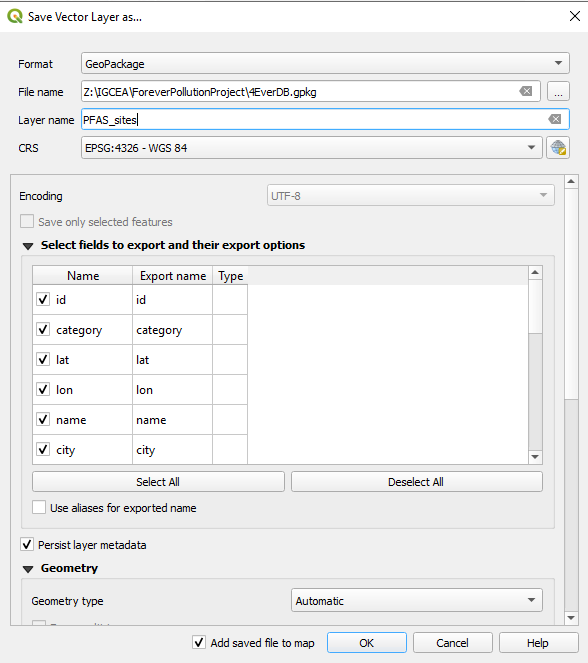 Save Vector Layer as...
Format GeoPackage
File name Z:\IGCEA\ForeverPollutionProject\4EverDB.gpkg ...
Layer name PFAS_sites
CRS EPSG:4326 - WGS 84
Encoding UTF-8
Save only selected features
Select fields to export and their export options
Name Export name Type
id id
category category
lat lat
lon lon
name name
city city
Select All Deselect All
Use aliases for exported name
Persist layer metadata
Geometry
Geometry type Automatic
Add saved file to map OK Cancel Help